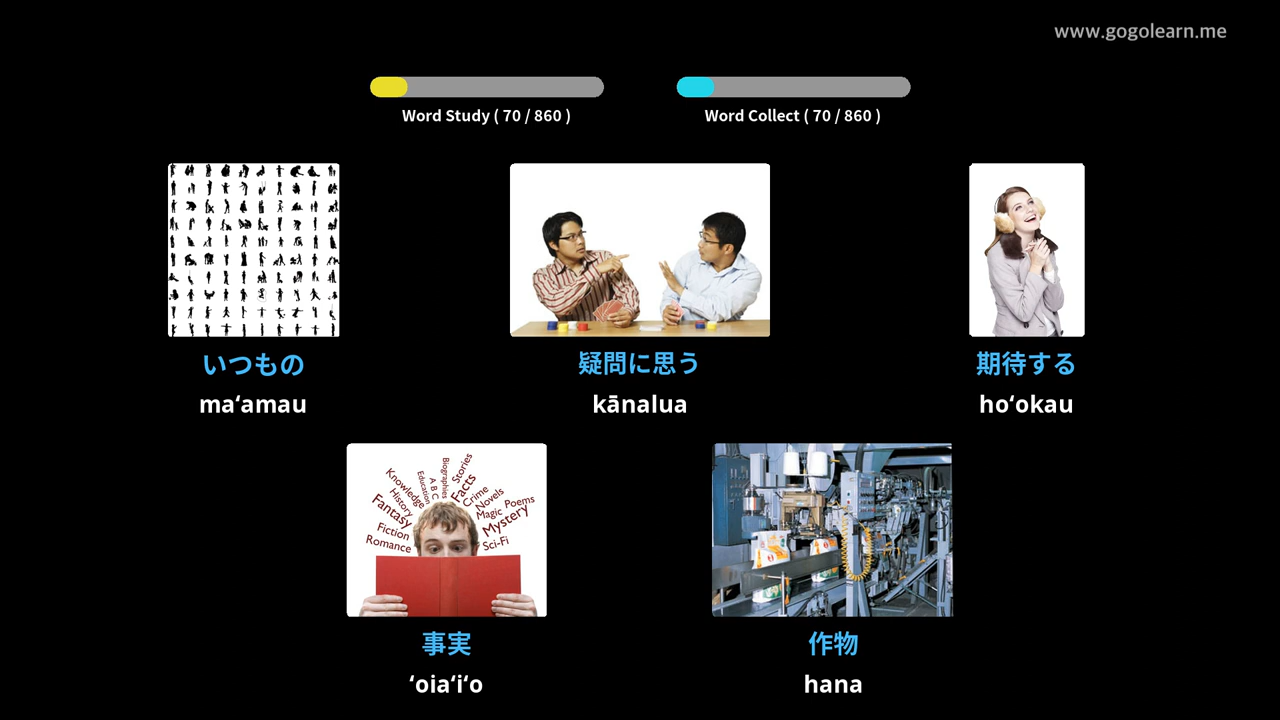 www.gogolearn.me
Word Study ( 70 / 860 )
Word Collect ( 70 / 860 )
いつもの
maʻamau
疑問に思う
kānalua
期待する
hoʻokau
Knowledge
History
Fantasy
Fiction
Romance
Education
A B C
Biographies
Stories
Facts
Crime
Novels
Magic
Poems
Mystery
Sci-Fi
事実
ʻoiaʻiʻo
作物
hana